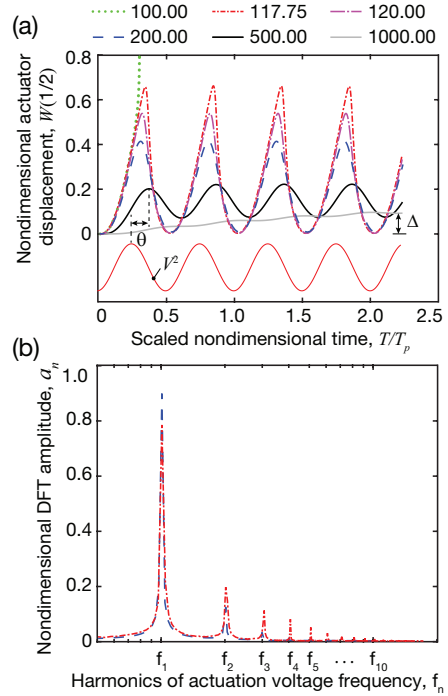 100.00 117.75 120.00
200.00 500.00 1000.00
(a)
Nondimensional actuator
displacement, W(1/2)
0.8
0.6
0.4
0.2
0
θ
V²
Δ
0 0.5 1.0 1.5 2.0 2.5
Scaled nondimensional time, T/Tₚ
(b)
Nondimensional DFT amplitude, aₙ
1.0
0.8
0.6
0.4
0.2
0
f₁ f₂ f₃ f₄ f₅ ··· f₁₀
Harmonics of actuation voltage frequency, fₙ